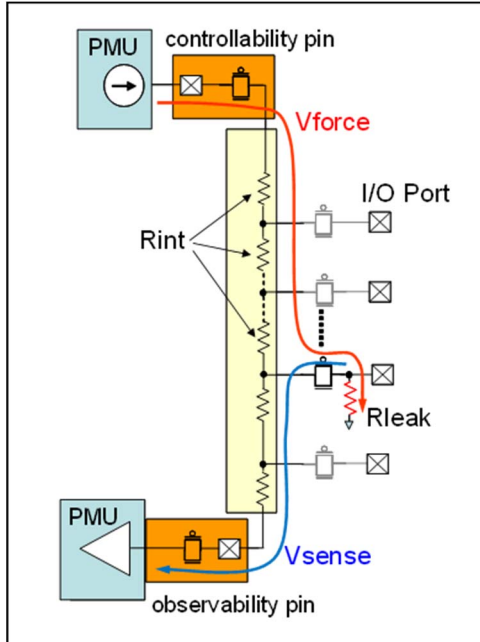 PMU
controllability pin
Vforce
I/O Port
Rint
Rleak
PMU
Vsense
observability pin